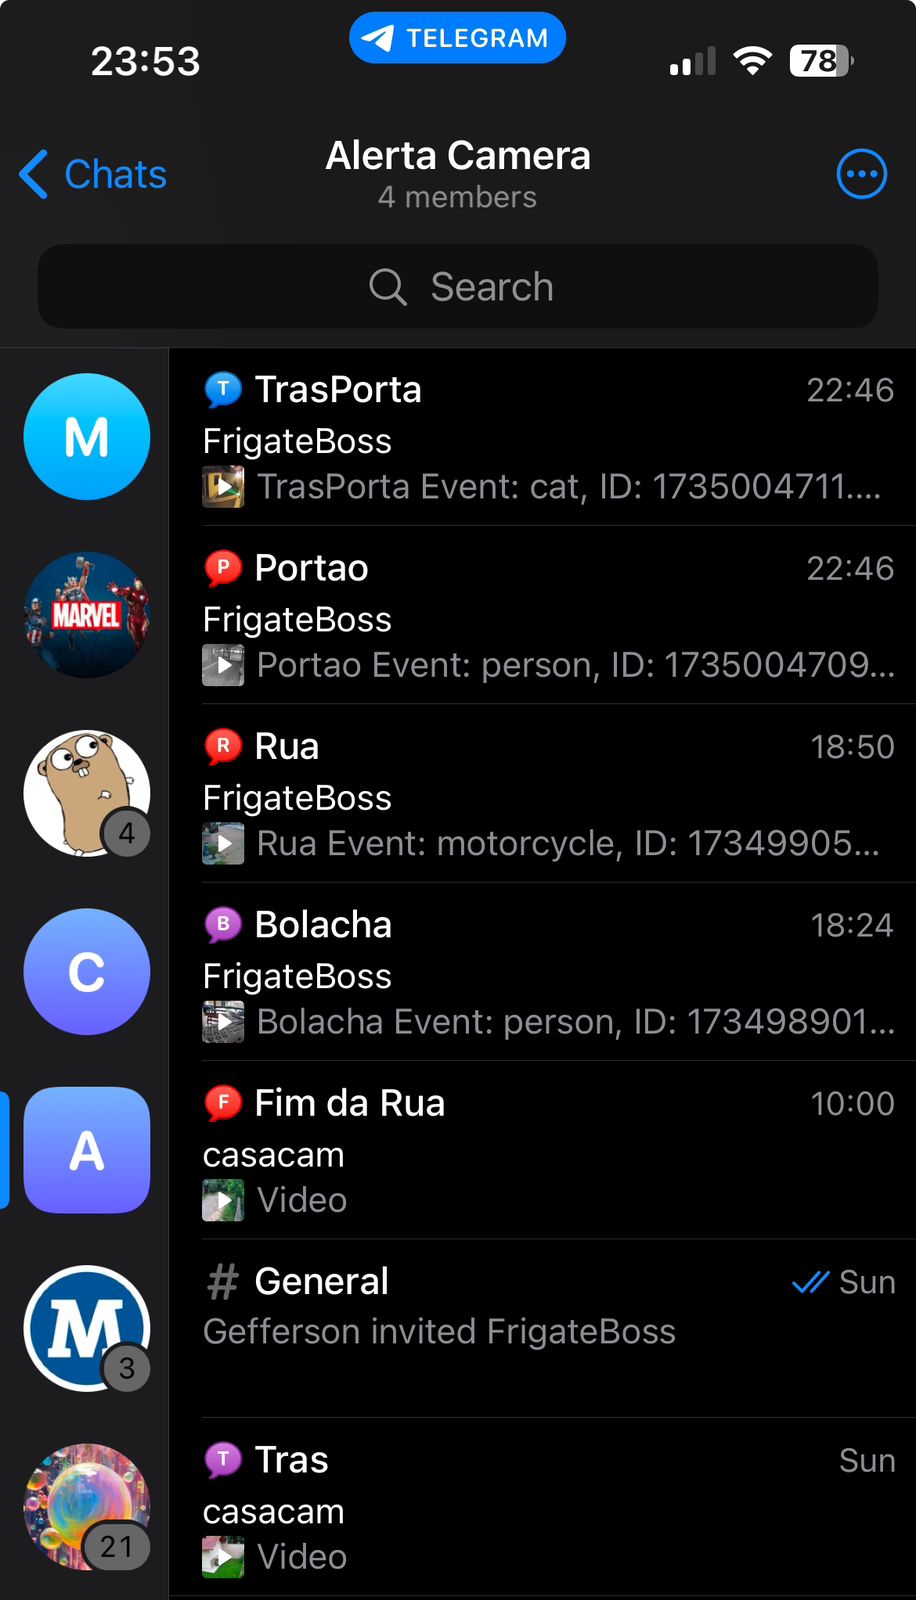 23:53
TELEGRAM
78
Chats
Alerta Camera
4 members
Search
M
T TrasPorta 22:46
FrigateBoss
TrasPorta Event: cat, ID: 1735004711....
MARVEL
P Portao 22:46
FrigateBoss
Portao Event: person, ID: 1735004709...
4
R Rua 18:50
FrigateBoss
Rua Event: motorcycle, ID: 17349905...
C
B Bolacha 18:24
FrigateBoss
Bolacha Event: person, ID: 173498901...
A
F Fim da Rua 10:00
casacam
Video
M
3
# General Sun
Gefferson invited FrigateBoss
21
T Tras Sun
casacam
Video